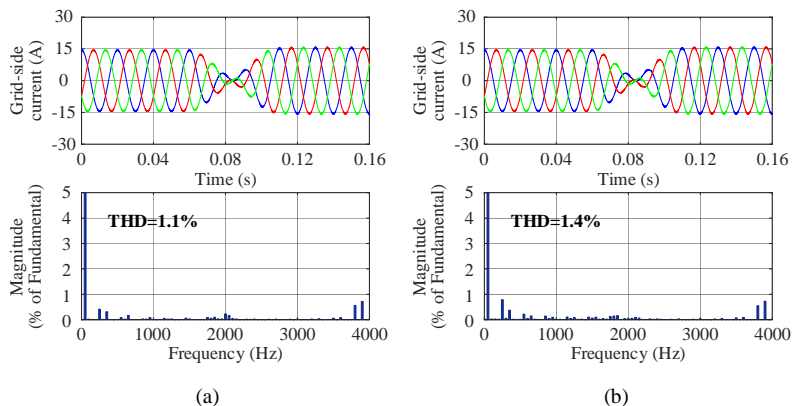 Grid-side
current (A)
30
15
0
-15
-30
0
0.04
0.08
0.12
0.16
Time (s)
Magnitude
(% of Fundamental)
5
4
3
2
1
0
THD=1.1%
0
1000
2000
3000
4000
Frequency (Hz)
(a)
Grid-side
current (A)
30
15
0
-15
-30
0
0.04
0.08
0.12
0.16
Time (s)
Magnitude
(% of Fundamental)
5
4
3
2
1
0
THD=1.4%
0
1000
2000
3000
4000
Frequency (Hz)
(b)